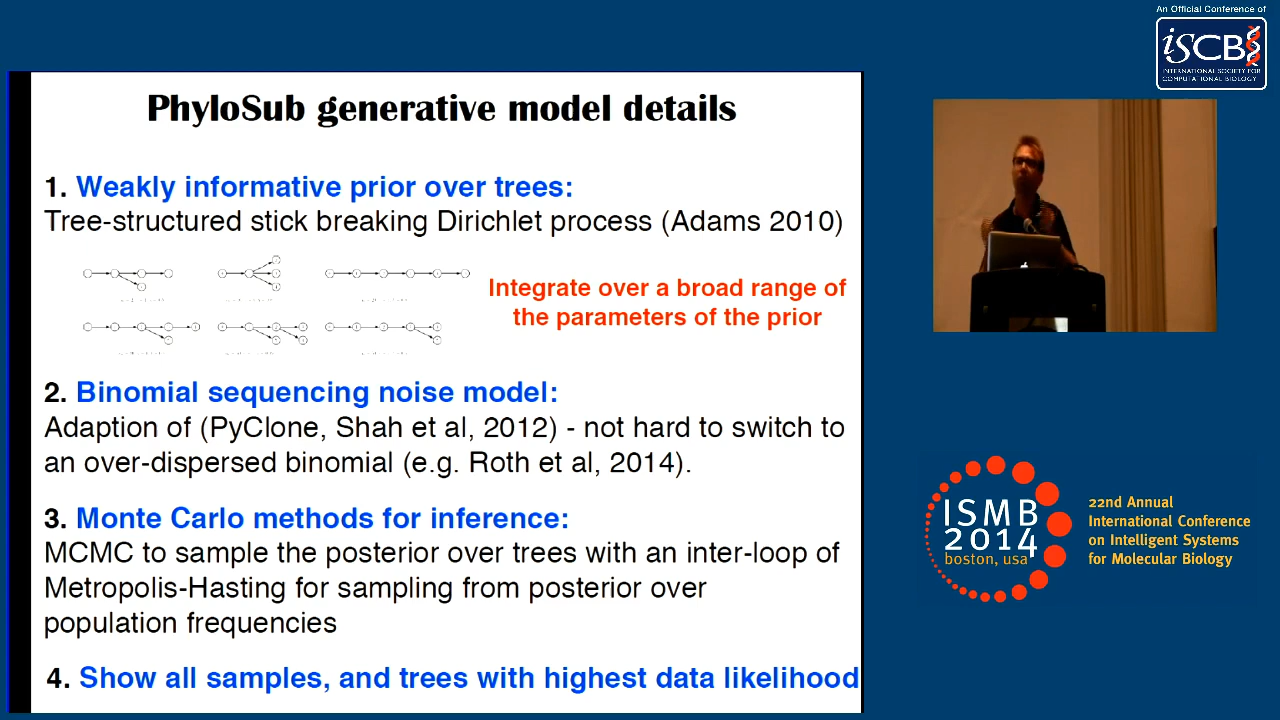 An Official Conference of
iSCB
INTERNATIONAL SOCIETY FOR
COMPUTATIONAL BIOLOGY
PhyloSub generative model details
1. Weakly informative prior over trees:
Tree-structured stick breaking Dirichlet process (Adams 2010)
Integrate over a broad range of
the parameters of the prior
2. Binomial sequencing noise model:
Adaption of (PyClone, Shah et al, 2012) - not hard to switch to
an over-dispersed binomial (e.g. Roth et al, 2014).
3. Monte Carlo methods for inference:
MCMC to sample the posterior over trees with an inter-loop of
Metropolis-Hasting for sampling from posterior over
population frequencies
4. Show all samples, and trees with highest data likelihood
ISMB
2014
boston, usa
22nd Annual
International Conference
on Intelligent Systems
for Molecular Biology